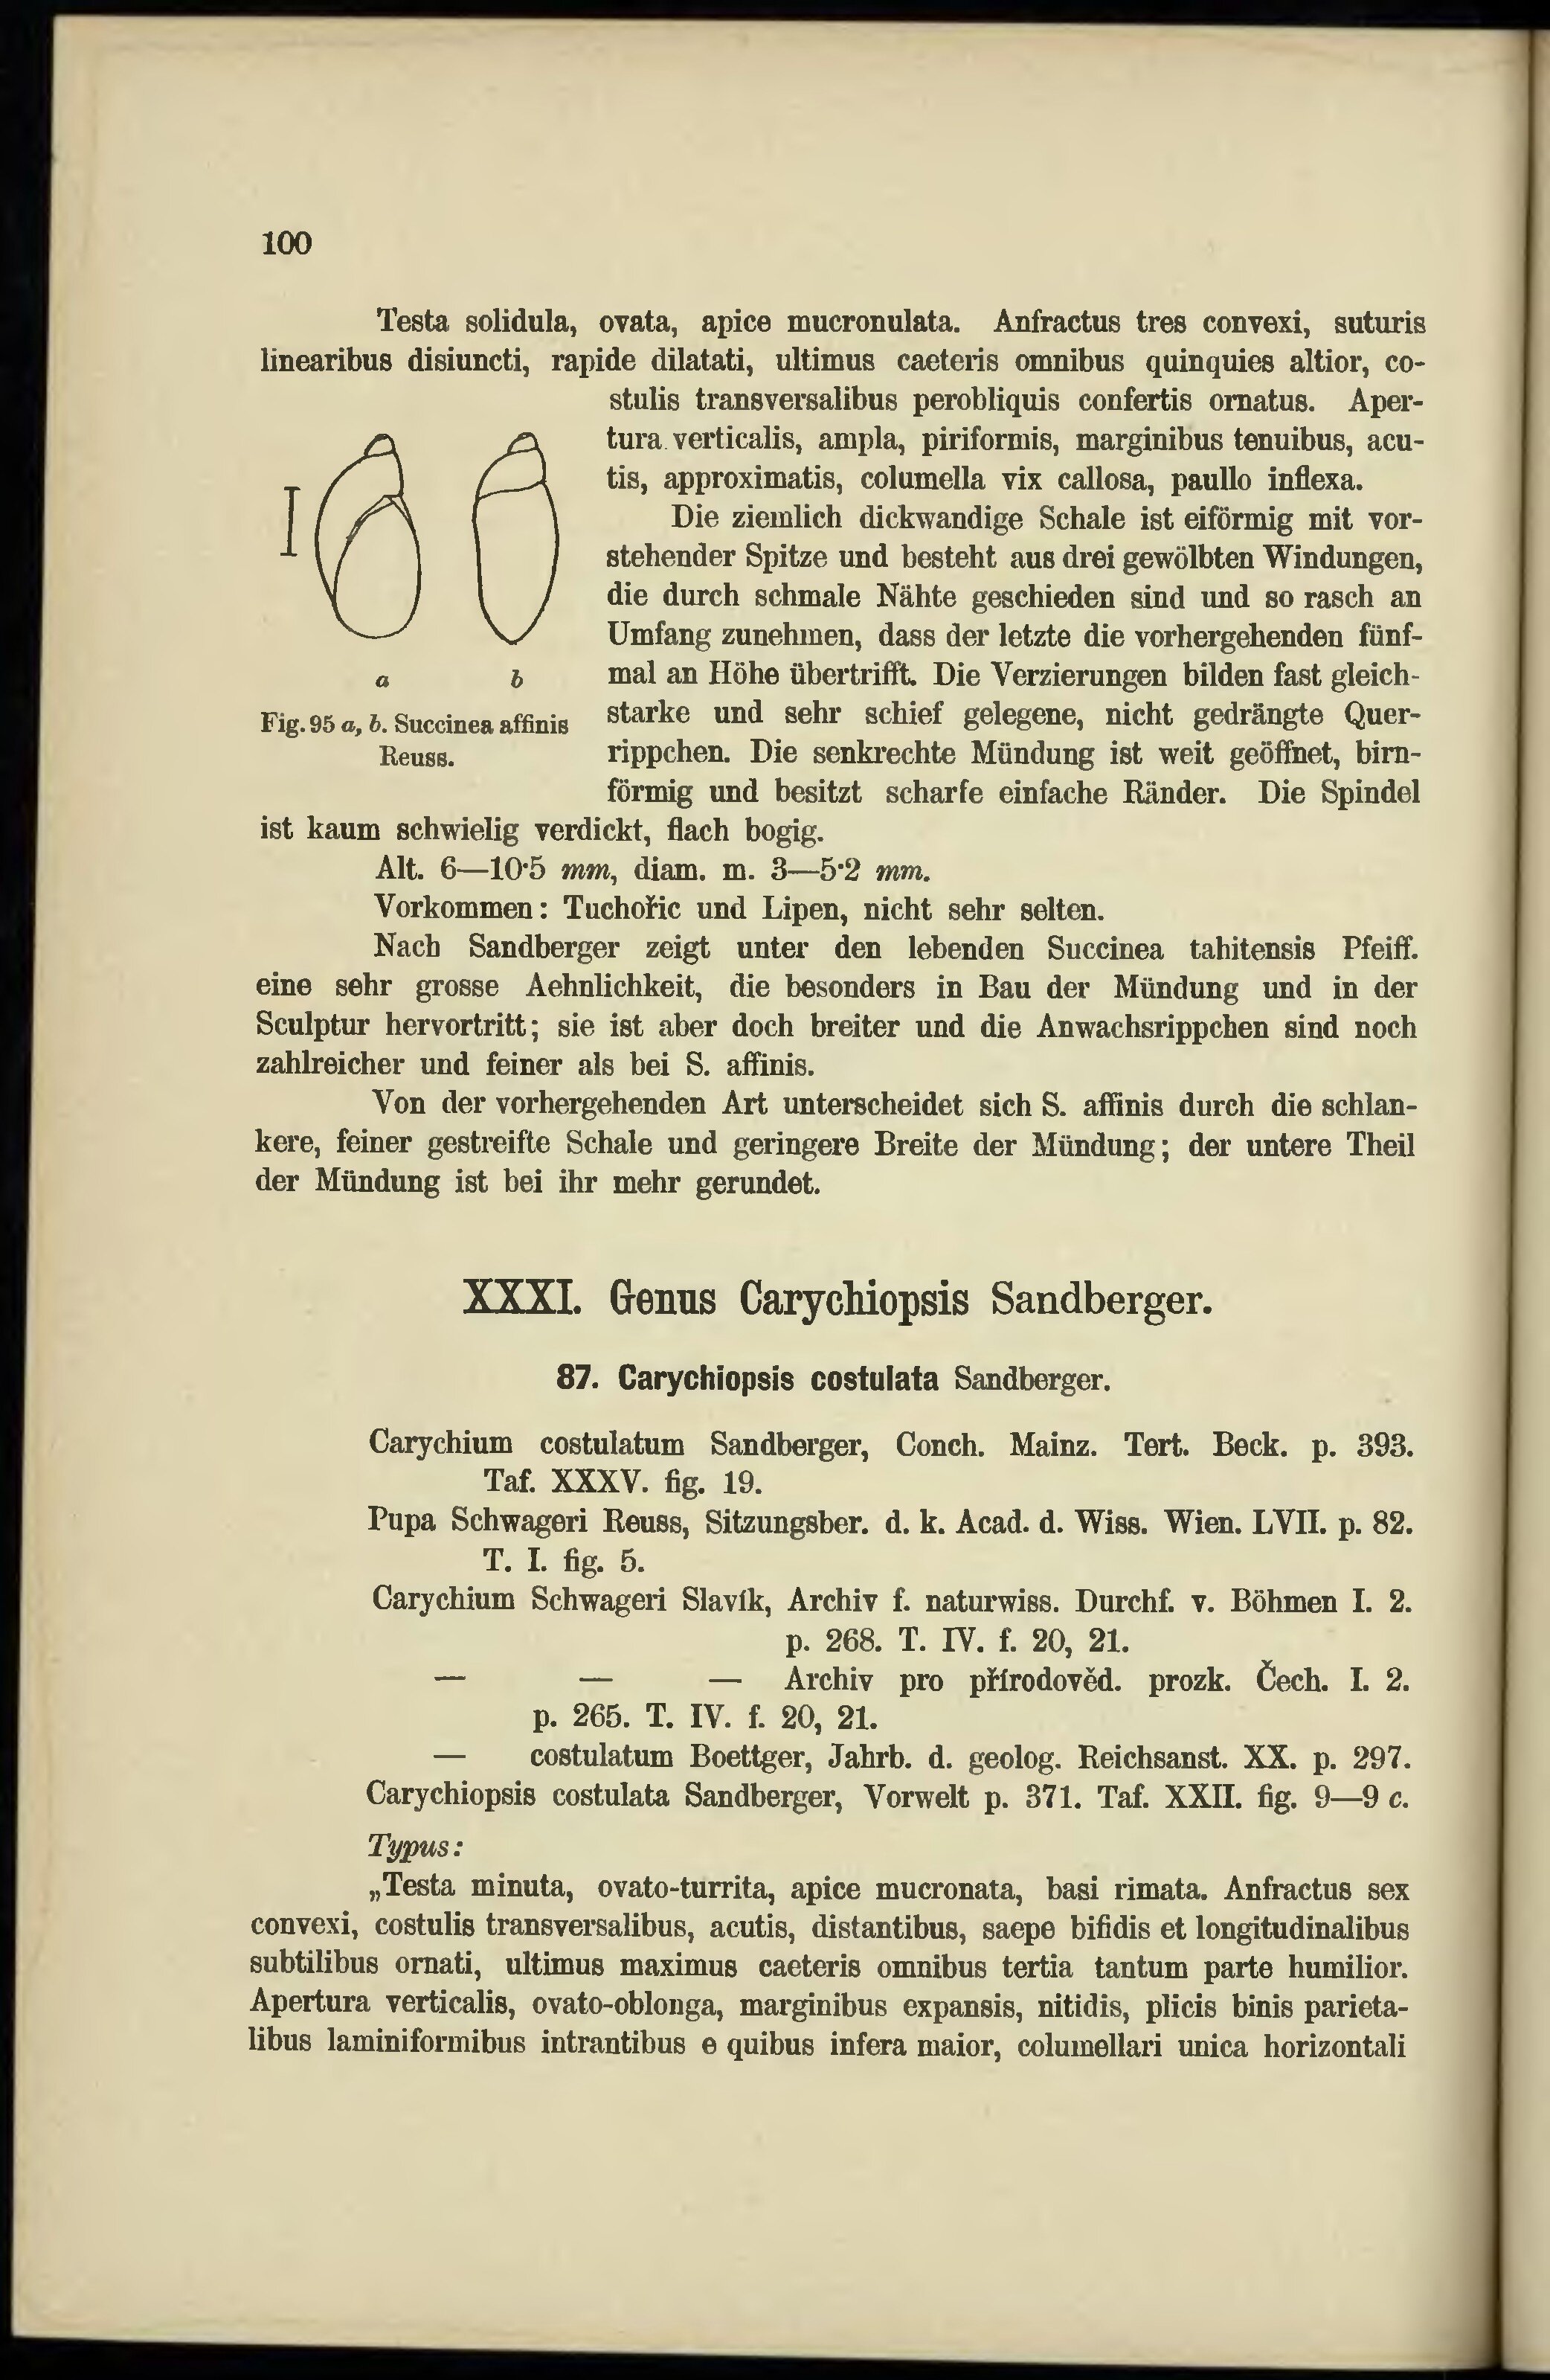 100
Testa solidula, ovata, apice mucronulata. Anfractus tres convexi, suturis
linearibus disiuncti, rapide dilatati, ultimus caeteris omnibus quinquies altior, co-
stulis transversalibus perobliquis confertis ornatus. Aper-
tura verticalis, ampla, piriformis, marginibus tenuibus, acu-
tis, approximatis, columella vix callosa, paullo inflexa.
Die ziemlich dickwandige Schale ist eiförmig mit vor-
stehender Spitze und besteht aus drei gewölbten Windungen,
die durch schmale Nähte geschieden sind und so rasch an
Umfang zunehmen, dass der letzte die vorhergehenden fünf-
mal an Höhe übertrifft. Die Verzierungen bilden fast gleich-
starke und sehr schief gelegene, nicht gedrängte Quer-
rippchen. Die senkrechte Mündung ist weit geöffnet, birn-
förmig und besitzt scharfe einfache Ränder. Die Spindel
a b
Fig. 95 a, b. Succinea affinis
Reuss.
ist kaum schwielig verdickt, flach bogig.
Alt. 6—10·5 mm, diam. m. 3—5·2 mm.
Vorkommen: Tuchořic und Lipen, nicht sehr selten.
Nach Sandberger zeigt unter den lebenden Succinea tahitensis Pfeiff.
eine sehr grosse Aehnlichkeit, die besonders in Bau der Mündung und in der
Sculptur hervortritt; sie ist aber doch breiter und die Anwachsrippchen sind noch
zahlreicher und feiner als bei S. affinis.
Von der vorhergehenden Art unterscheidet sich S. affinis durch die schlan-
kere, feiner gestreifte Schale und geringere Breite der Mündung; der untere Theil
der Mündung ist bei ihr mehr gerundet.
XXXI. Genus Carychiopsis Sandberger.
87. Carychiopsis costulata Sandberger.
Carychium costulatum Sandberger, Conch. Mainz. Tert. Beck. p. 393.
Taf. XXXV. fig. 19.
Pupa Schwageri Reuss, Sitzungsber. d. k. Acad. d. Wiss. Wien. LVII. p. 82.
T. I. fig. 5.
Carychium Schwageri Slavík, Archiv f. naturwiss. Durchf. v. Böhmen I. 2.
p. 268. T. IV. f. 20, 21.
— — — Archiv pro přírodověd. prozk. Čech. I. 2.
p. 265. T. IV. f. 20, 21.
— costulatum Boettger, Jahrb. d. geolog. Reichsanst. XX. p. 297.
Carychiopsis costulata Sandberger, Vorwelt p. 371. Taf. XXII. fig. 9—9 c.
Typus:
„Testa minuta, ovato-turrita, apice mucronata, basi rimata. Anfractus sex
convexi, costulis transversalibus, acutis, distantibus, saepe bifidis et longitudinalibus
subtilibus ornati, ultimus maximus caeteris omnibus tertia tantum parte humilior.
Apertura verticalis, ovato-oblonga, marginibus expansis, nitidis, plicis binis parieta-
libus laminiformibus intrantibus e quibus infera maior, columellari unica horizontali